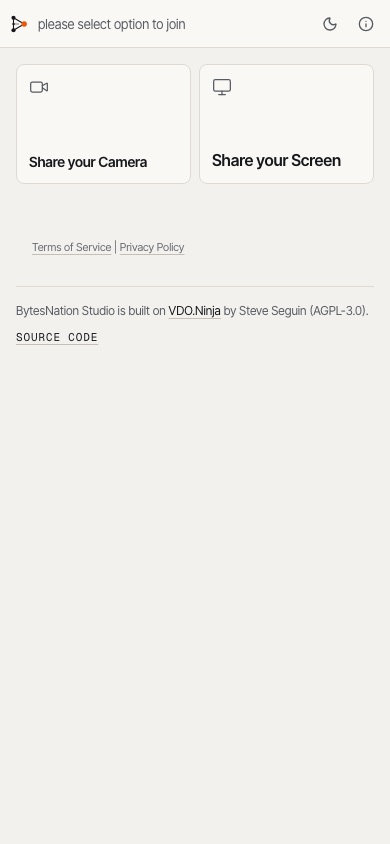 please select option to join
Share your Camera
Share your Screen
Terms of Service | Privacy Policy
BytesNation Studio is built on VDO.Ninja by Steve Seguin (AGPL-3.0).
SOURCE CODE